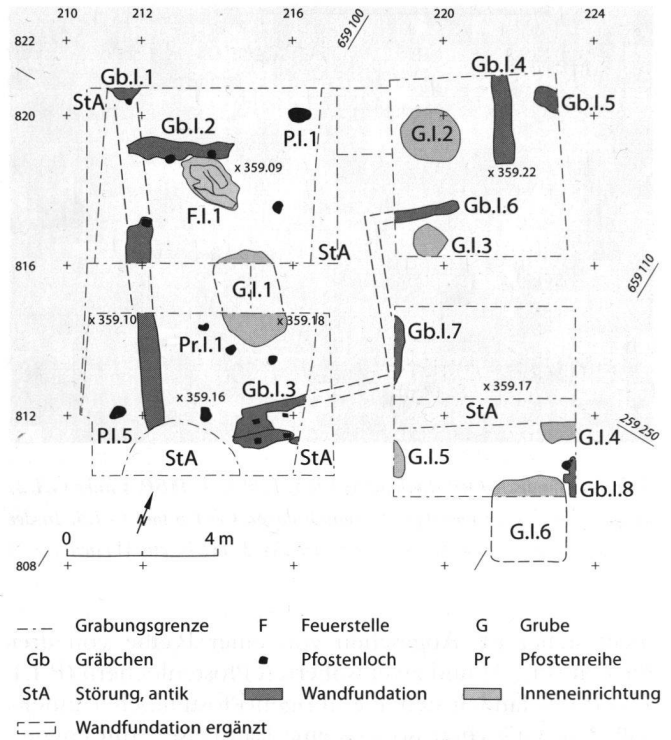 210 212 216 220 224
659 100
822
Gb.I.1
Gb.I.4
StA
Gb.I.5
820
Gb.I.2
P.I.1
G.I.2
x 359.09
x 359.22
F.I.1
Gb.I.6
StA
G.I.3
816
659 110
G.I.1
x 359.10
x 359.18
Pr.I.1
Gb.I.7
x 359.16
Gb.I.3
x 359.17
812
StA
259 250
P.I.5
G.I.4
StA
StA
G.I.5
Gb.I.8
N
G.I.6
0 4 m
808
Grabungsgrenze F Feuerstelle G Grube
Gb Gräbchen Pfostenloch Pr Pfostenreihe
StA Störung, antik Wandfundation Inneneinrichtung
Wandfundation ergänzt